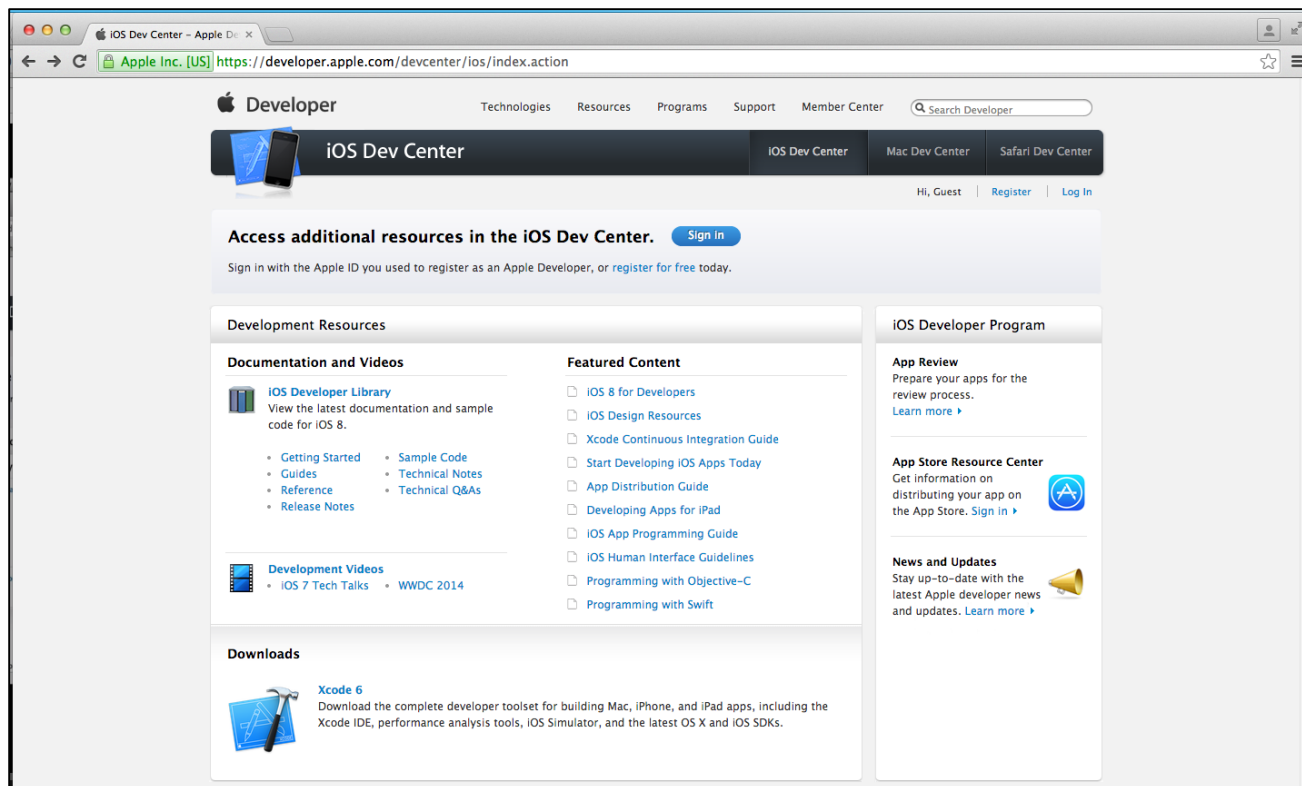 iOS Dev Center – Apple De
Apple Inc. [US] https://developer.apple.com/devcenter/ios/index.action
Developer
Technologies Resources Programs Support Member Center Search Developer
iOS Dev Center
iOS Dev Center Mac Dev Center Safari Dev Center
Hi, Guest Register Log In
Access additional resources in the iOS Dev Center. Sign in
Sign in with the Apple ID you used to register as an Apple Developer, or register for free today.
Development Resources
Documentation and Videos
iOS Developer Library
View the latest documentation and sample
code for iOS 8.
• Getting Started • Sample Code
• Guides • Technical Notes
• Reference • Technical Q&As
• Release Notes
Development Videos
• iOS 7 Tech Talks • WWDC 2014
Featured Content
iOS 8 for Developers
iOS Design Resources
Xcode Continuous Integration Guide
Start Developing iOS Apps Today
App Distribution Guide
Developing Apps for iPad
iOS App Programming Guide
iOS Human Interface Guidelines
Programming with Objective-C
Programming with Swift
Downloads
Xcode 6
Download the complete developer toolset for building Mac, iPhone, and iPad apps, including the
Xcode IDE, performance analysis tools, iOS Simulator, and the latest OS X and iOS SDKs.
iOS Developer Program
App Review
Prepare your apps for the
review process.
Learn more
App Store Resource Center
Get information on
distributing your app on
the App Store. Sign in
News and Updates
Stay up-to-date with the
latest Apple developer news
and updates. Learn more